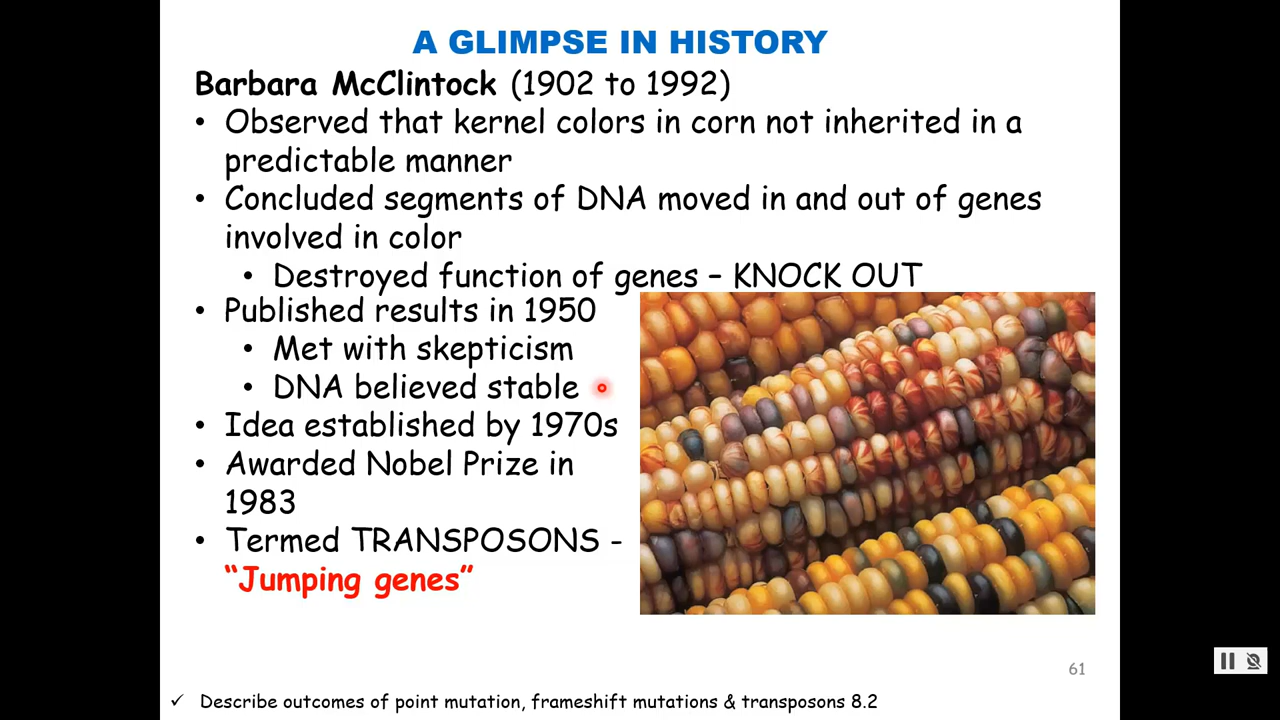 A GLIMPSE IN HISTORY
Barbara McClintock (1902 to 1992)
• Observed that kernel colors in corn not inherited in a
predictable manner
• Concluded segments of DNA moved in and out of genes
involved in color
• Destroyed function of genes – KNOCK OUT
• Published results in 1950
• Met with skepticism
• DNA believed stable
• Idea established by 1970s
• Awarded Nobel Prize in
1983
• Termed TRANSPOSONS -
“Jumping genes”
61
✓ Describe outcomes of point mutation, frameshift mutations & transposons 8.2